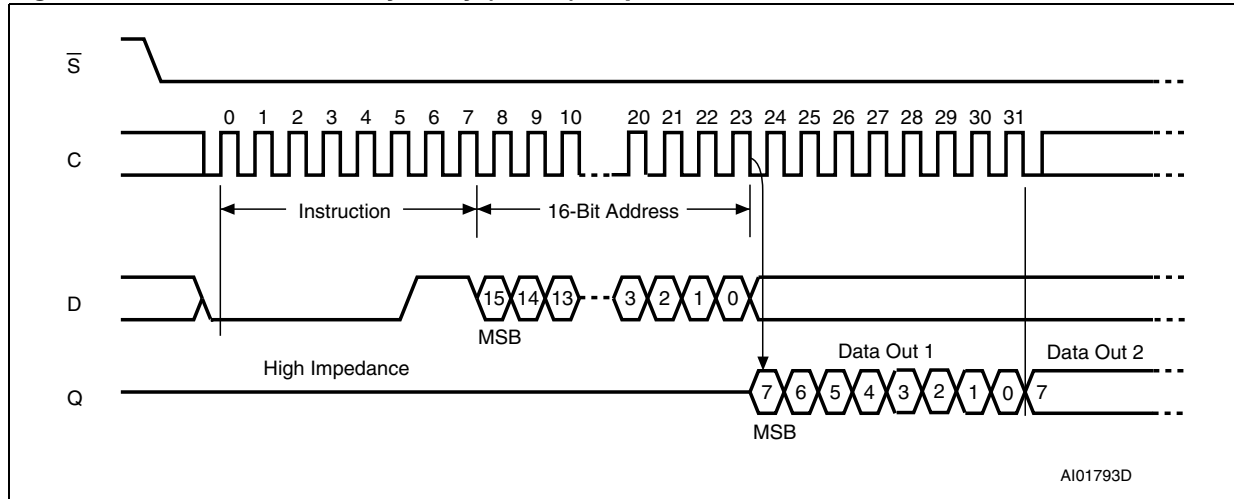 S
0 1 2 3 4 5 6 7 8 9 10 20 21 22 23 24 25 26 27 28 29 30 31
C
Instruction 16-Bit Address
D
15 14 13 3 2 1 0
MSB
High Impedance
Data Out 1 Data Out 2
Q
7 6 5 4 3 2 1 0 7
MSB
AI01793D